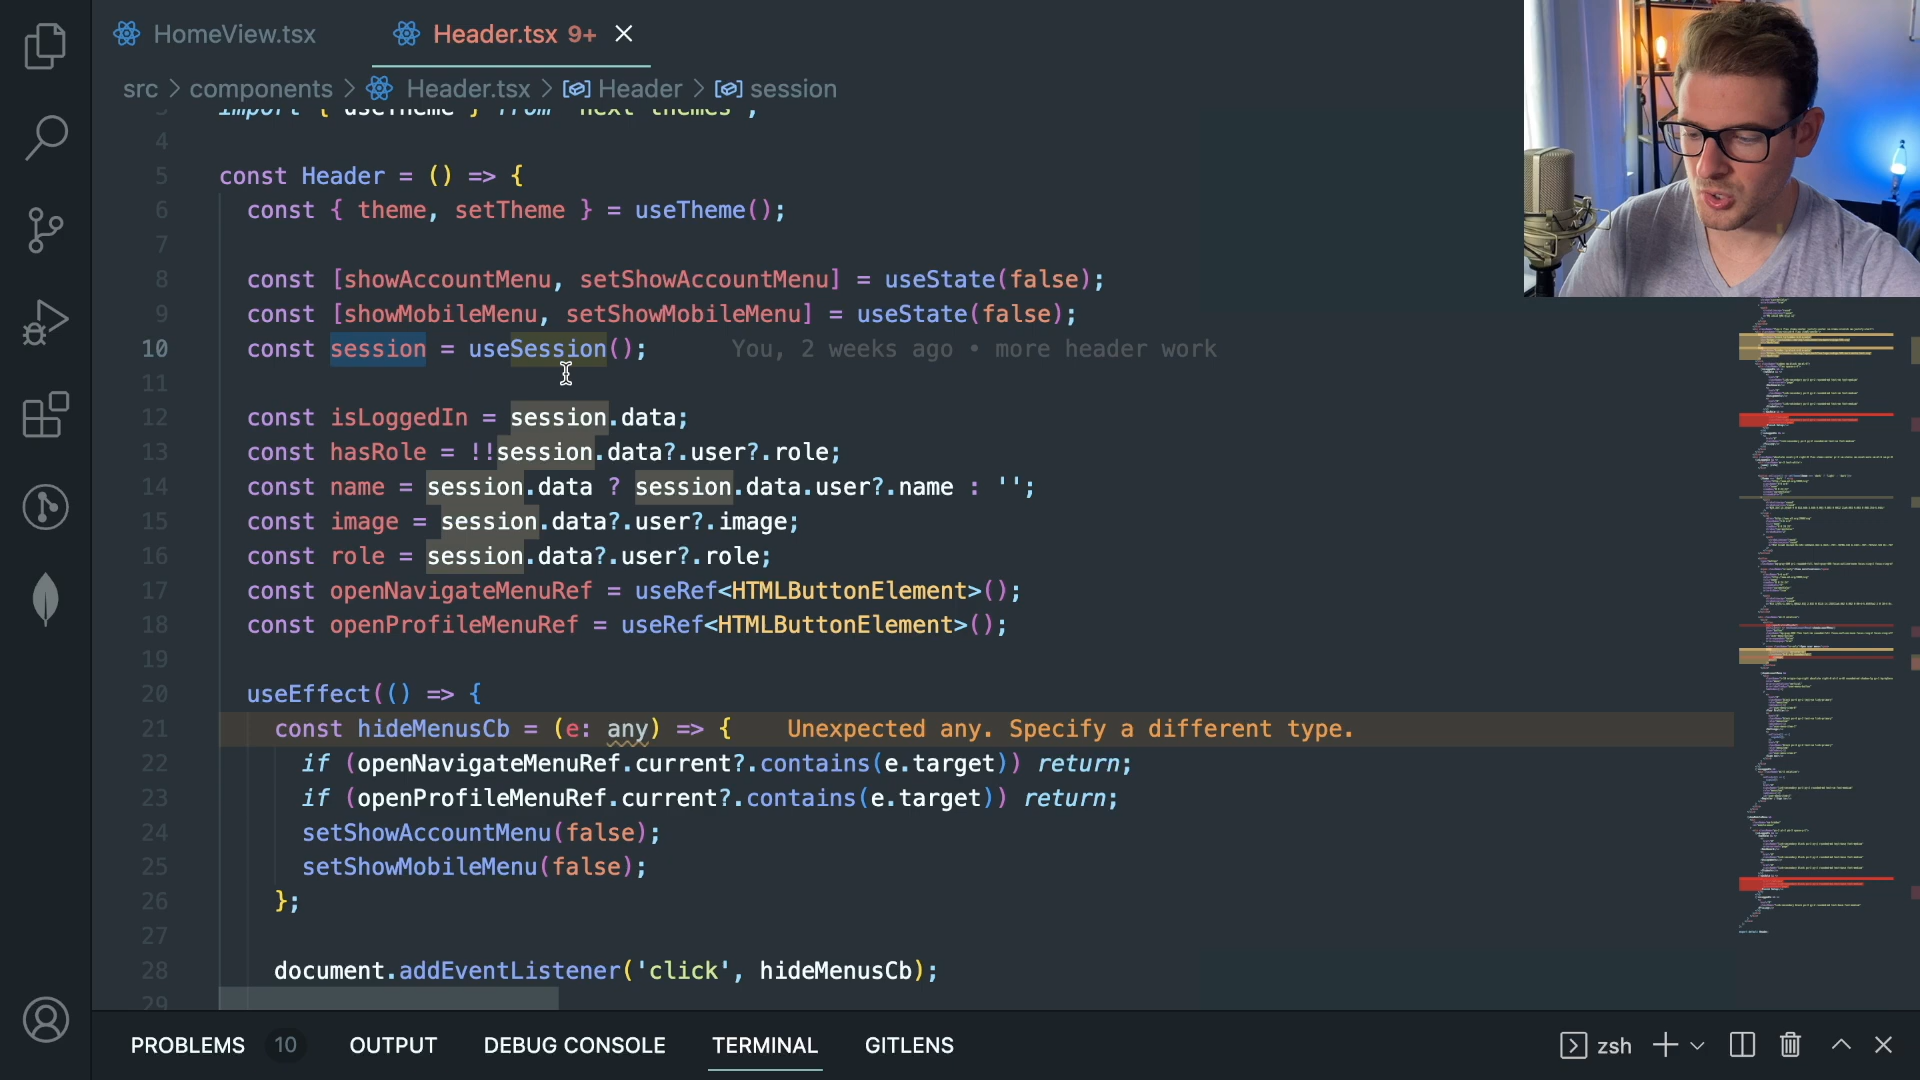 HomeView.tsx
Header.tsx 9+
src > components > Header.tsx > Header > session
3 import { useTheme } from "next-themes";
4
5 const Header = () => {
6 const { theme, setTheme } = useTheme();
7
8 const [showAccountMenu, setShowAccountMenu] = useState(false);
9 const [showMobileMenu, setShowMobileMenu] = useState(false);
10 const session = useSession(); You, 2 weeks ago • more header work
11
12 const isLoggedIn = session.data;
13 const hasRole = !!session.data?.user?.role;
14 const name = session.data ? session.data.user?.name : '';
15 const image = session.data?.user?.image;
16 const role = session.data?.user?.role;
17 const openNavigateMenuRef = useRef<HTMLButtonElement>();
18 const openProfileMenuRef = useRef<HTMLButtonElement>();
19
20 useEffect(() => {
21 const hideMenusCb = (e: any) => { Unexpected any. Specify a different type.
22 if (openNavigateMenuRef.current?.contains(e.target)) return;
23 if (openProfileMenuRef.current?.contains(e.target)) return;
24 setShowAccountMenu(false);
25 setShowMobileMenu(false);
26 };
27
28 document.addEventListener('click', hideMenusCb);
29
PROBLEMS 10 OUTPUT DEBUG CONSOLE TERMINAL GITLENS zsh